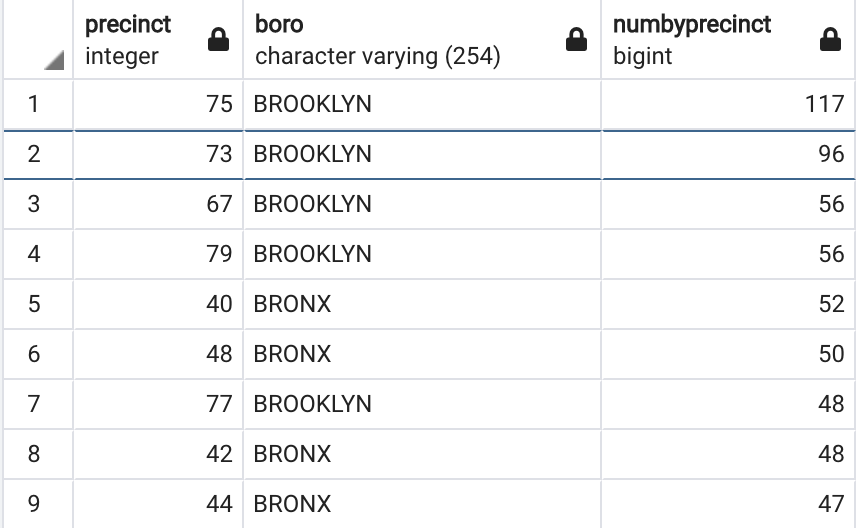 precinct boro numbyprecinct
integer character varying (254) bigint
1 75 BROOKLYN 117
2 73 BROOKLYN 96
3 67 BROOKLYN 56
4 79 BROOKLYN 56
5 40 BRONX 52
6 48 BRONX 50
7 77 BROOKLYN 48
8 42 BRONX 48
9 44 BRONX 47